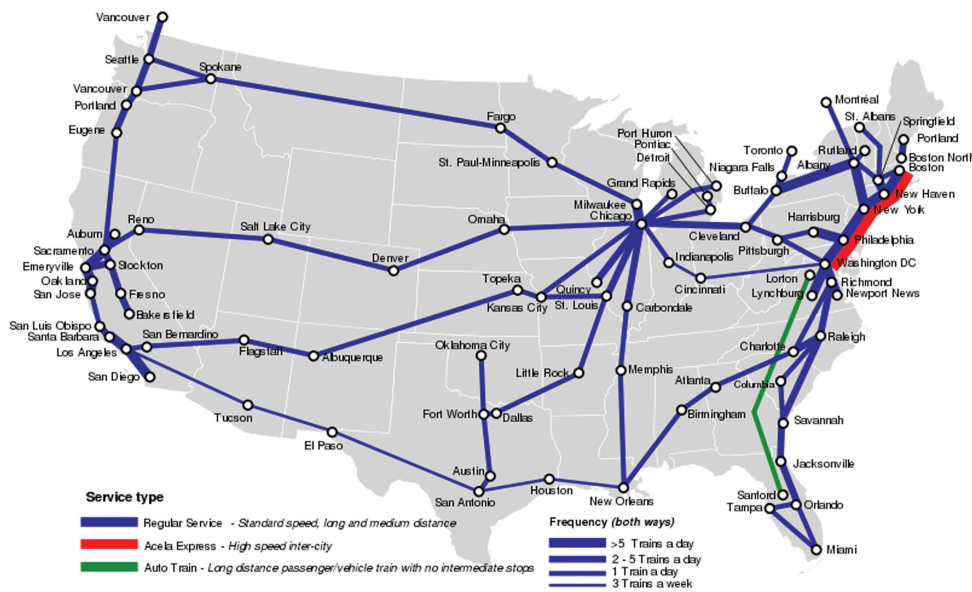 Vancouver
Seattle
Spokane
Vancouver
Portland
Eugene
Fargo
St. Paul-Minneapolis
Port Huron
Pontiac
Detroit
Grand Rapids
Milwaukee
Chicago
Toronto
Niagara Falls
Buffalo
Montréal
St. Albans
Springfield
Rutland
Albany
Portland
Boston North
Boston
New Haven
New York
Harrisburg
Philadelphia
Cleveland
Pittsburgh
Washington DC
Auburn
Reno
Sacramento
Salt Lake City
Omaha
Denver
Emeryville
Oakland
San Jose
Stockton
Fresno
Bakersfield
Topeka
Kansas City
Quincy
St. Louis
Indianapolis
Cincinnati
Carbondale
Lorton
Lynchburg
Richmond
Newport News
San Luis Obispo
Santa Barbara
Los Angeles
San Bernardino
San Diego
Flagstaff
Albuquerque
Oklahoma City
Little Rock
Memphis
Charlotte
Raleigh
Atlanta
Columbia
Birmingham
Savannah
Tucson
El Paso
Fort Worth
Dallas
Austin
San Antonio
Houston
New Orleans
Jacksonville
Sanford
Tampa
Orlando
Miami
Service type
Regular Service - Standard speed, long and medium distance
Acela Express - High speed inter-city
Auto Train - Long distance passenger/vehicle train with no intermediate stops
Frequency (both ways)
>5 Trains a day
2 - 5 Trains a day
1 Train a day
3 Trains a week